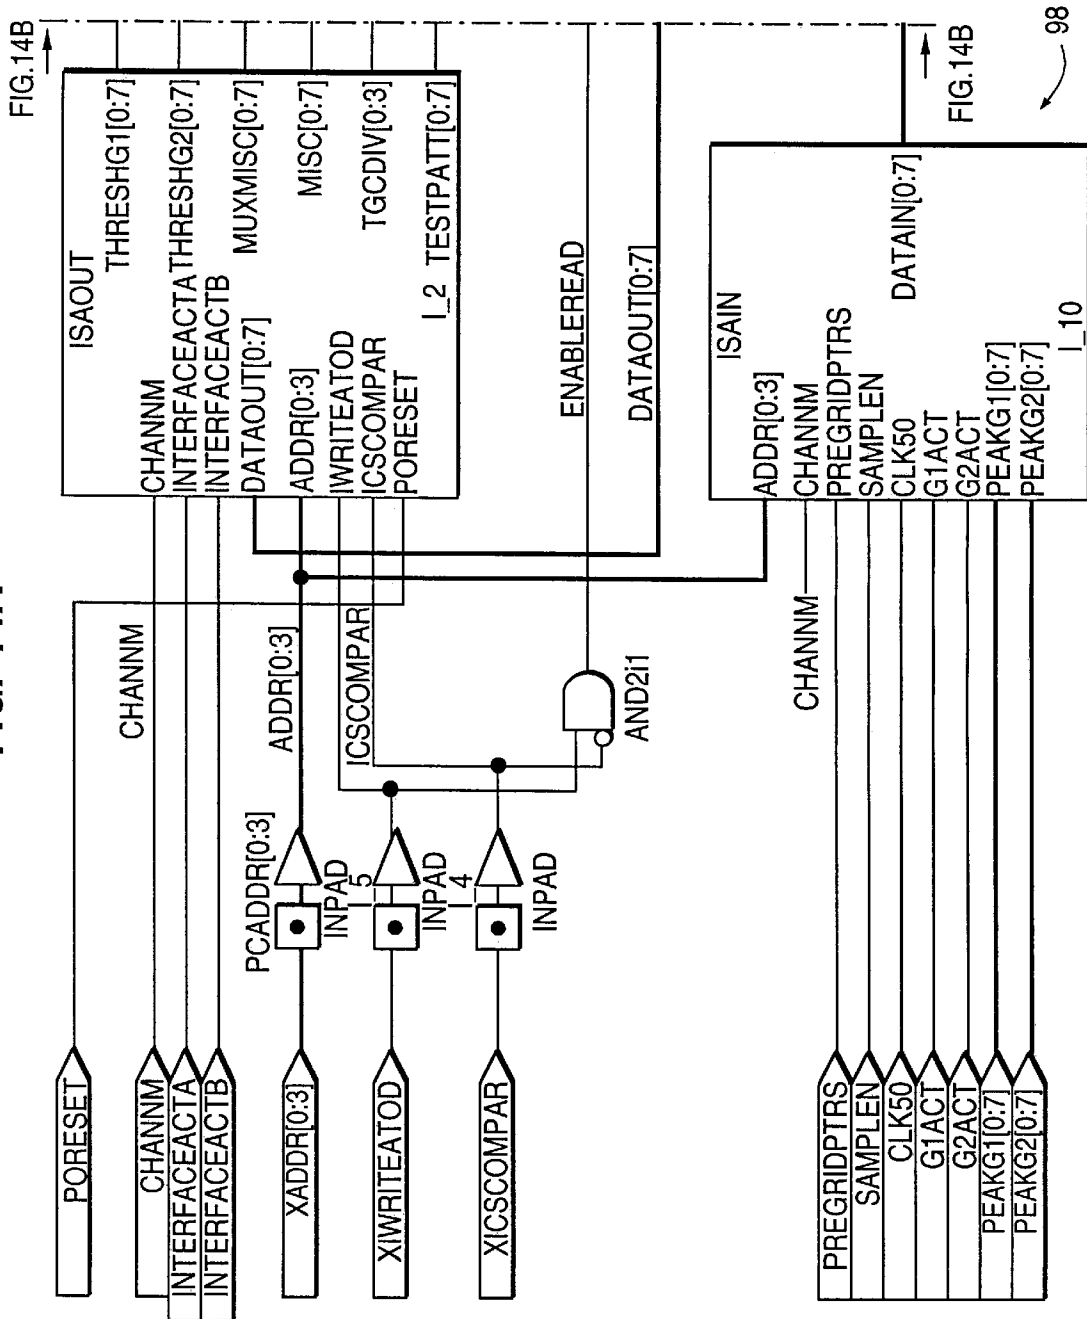 FIG.14B
ISAOUT
CHANNM
THRESHG1[0:7]
INTERFACEACTA THRESHG2[0:7]
INTERFACEACTB
MUXMISC[0:7]
DATAOUT[0:7]
ADDR[0:3]
MISC[0:7]
IWRITEATOD
ICSCOMPAR
TGCDIV[0:3]
PORESET
I_2 TESTPATT[0:7]
PORESET
CHANNM
CHANNM
INTERFACEACTA
INTERFACEACTB
XADDR[0:3]
PCADDR[0:3]
INPAD
ADDR[0:3]
XIWRITEATOD
5
INPAD
ICSCOMPAR
XICSCOMPAR
4
INPAD
AND2i1
ENABLEREAD
DATAOUT[0:7]
ISAIN
ADDR[0:3]
CHANNM
CHANNM
PREGRIDPTRS
SAMPLEN
CLK50
DATAIN[0:7]
G1ACT
G2ACT
PEAKG1[0:7]
PEAKG2[0:7]
I_10
PREGRIDPTRS
SAMPLEN
CLK50
G1ACT
G2ACT
PEAKG1[0:7]
PEAKG2[0:7]
FIG.14B
98